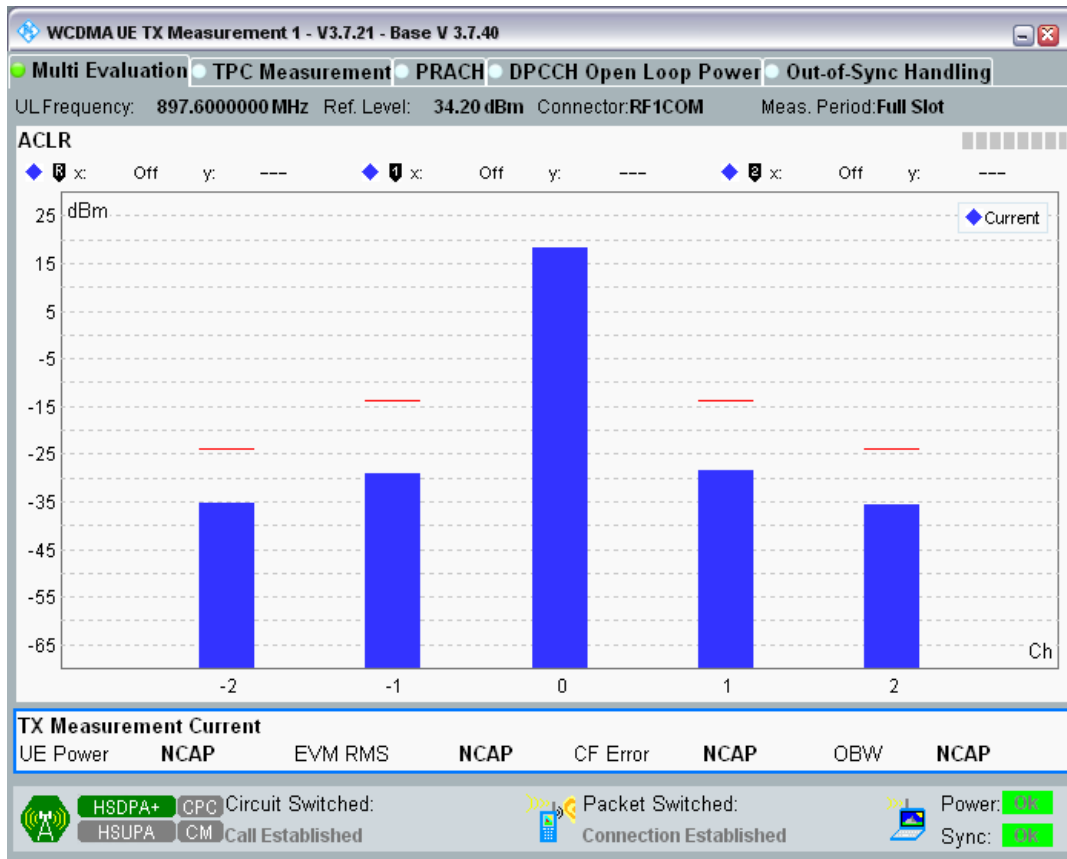 WCDMA UE TX Measurement 1 - V3.7.21 - Base V 3.7.40
Multi Evaluation TPC Measurement PRACH DPCCH Open Loop Power Out-of-Sync Handling
UL Frequency: 897.6000000 MHz Ref. Level: 34.20 dBm Connector:RF1COM Meas. Period:Full Slot
ACLR
R x: Off y: --- 1 x: Off y: --- 2 x: Off y: ---
dBm
Current
25
15
5
-5
-15
-25
-35
-45
-55
-65
Ch
-2 -1 0 1 2
TX Measurement Current
UE Power NCAP EVM RMS NCAP CF Error NCAP OBW NCAP
HSDPA+ CPC Circuit Switched: Packet Switched: Power: Ok
HSUPA CM Call Established Connection Established Sync: Ok